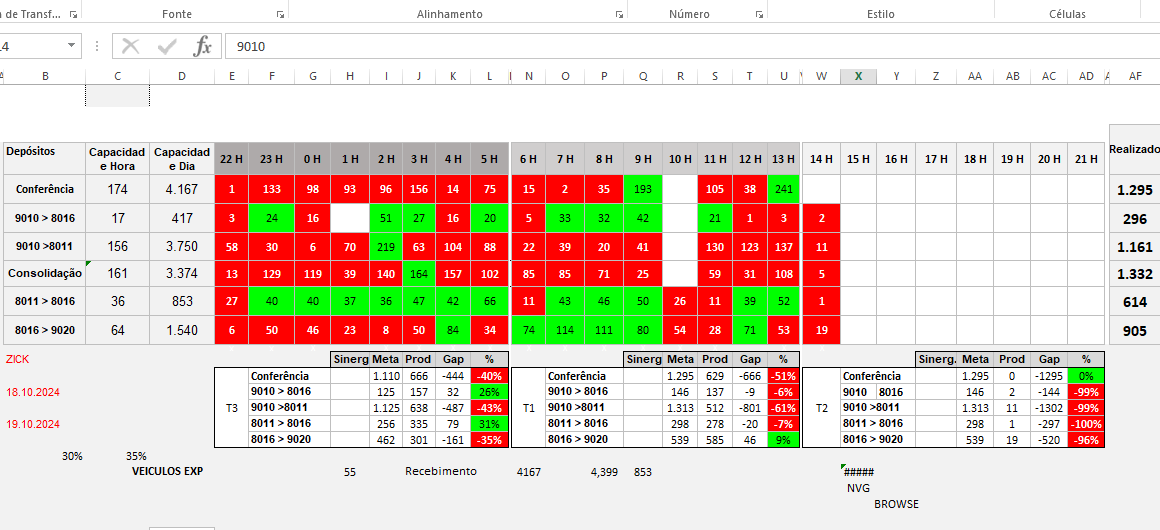 a de Transf...
Fonte
Alinhamento
Número
Estilo
Células
fx
9010
B C D E F G H I J K L N O P Q R S T U W X Y Z AA AB AC AD AF
Depósitos Capacidad e Hora Capacidad e Dia 22 H 23 H 0 H 1 H 2 H 3 H 4 H 5 H 6 H 7 H 8 H 9 H 10 H 11 H 12 H 13 H 14 H 15 H 16 H 17 H 18 H 19 H 20 H 21 H Realizado
Conferência 174 4.167 1 133 98 93 96 156 14 75 15 2 35 193 105 38 241 1.295
9010 > 8016 17 417 3 24 16 51 27 16 20 5 33 32 42 21 1 3 2 296
9010 >8011 156 3.750 58 30 6 70 219 63 104 88 22 39 20 41 130 123 137 11 1.161
Consolidação 161 3.374 13 129 119 39 140 164 157 102 85 85 71 25 59 31 108 5 1.332
8011 > 8016 36 853 27 40 40 37 36 47 42 66 11 43 46 50 26 11 39 52 1 614
8016 > 9020 64 1.540 6 50 46 23 8 50 84 34 74 114 111 80 54 28 71 53 19 905
ZICK Sinerg Meta Prod Gap % Sinerg Meta Prod Gap % Sinerg. Meta Prod Gap %
Conferência 1.110 666 -444 -40% Conferência 1.295 629 -666 -51% Conferência 1.295 0 -1295 0%
18.10.2024 9010 > 8016 125 157 32 26% 9010 > 8016 146 137 -9 -6% 9010 8016 146 2 -144 -99%
T3 9010 >8011 1.125 638 -487 -43% T1 9010 >8011 1.313 512 -801 -61% T2 9010 >8011 1.313 11 -1302 -99%
19.10.2024 8011 > 8016 256 335 79 31% 8011 > 8016 298 278 -20 -7% 8011 > 8016 298 1 -297 -100%
8016 > 9020 462 301 -161 -35% 8016 > 9020 539 585 46 9% 8016 > 9020 539 19 -520 -96%
30% 35%
VEICULOS EXP 55 Recebimento 4167 4,399 853 #####
NVG
BROWSE